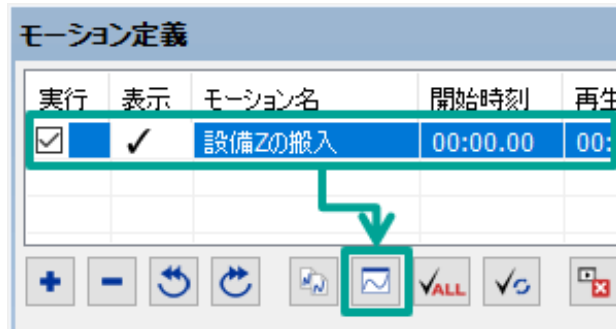 モーション定義
実行 表示 モーション名 開始時刻 再生
設備Zの搬入 00:00.00 00:
ALL